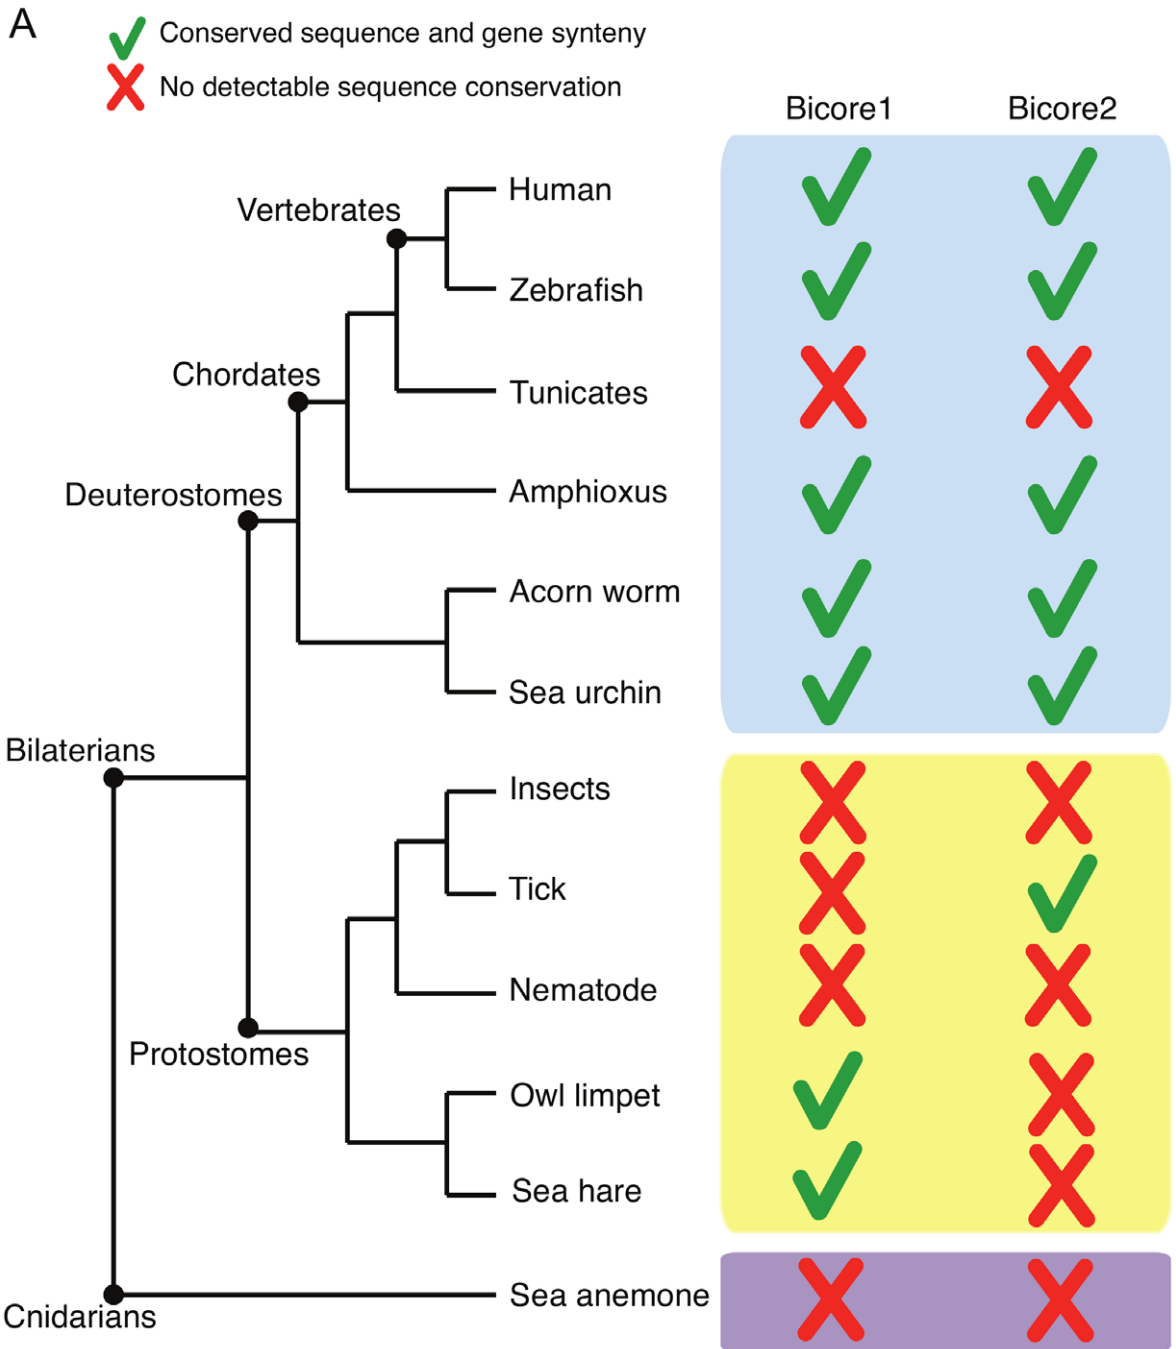 A
Conserved sequence and gene synteny
No detectable sequence conservation
Bicore1
Bicore2
Human
Vertebrates
Zebrafish
Chordates
Tunicates
Deuterostomes
Amphioxus
Acorn worm
Sea urchin
Bilaterians
Insects
Tick
Nematode
Protostomes
Owl limpet
Sea hare
Sea anemone
Cnidarians